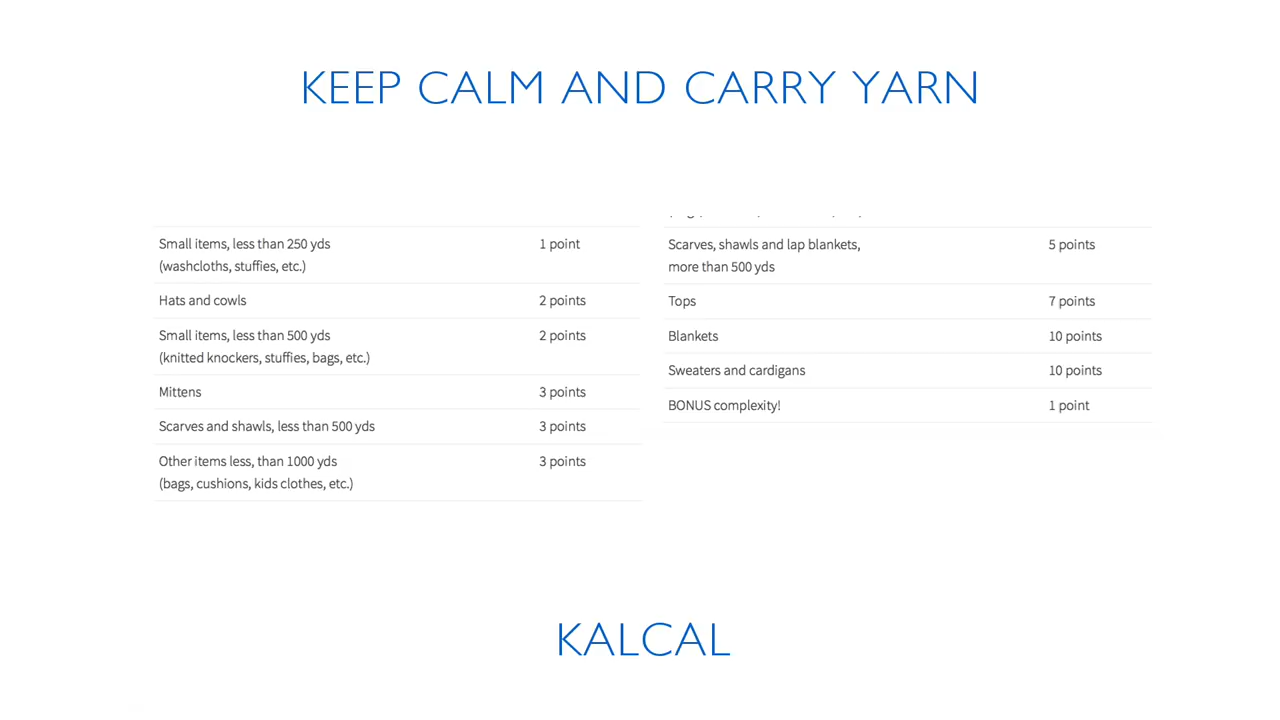 KEEP CALM AND CARRY YARN
Small items, less than 250 yds 1 point
(washcloths, stuffies, etc.)
Hats and cowls 2 points
Small items, less than 500 yds 2 points
(knitted knockers, stuffies, bags, etc.)
Mittens 3 points
Scarves and shawls, less than 500 yds 3 points
Other items less, than 1000 yds 3 points
(bags, cushions, kids clothes, etc.)
Scarves, shawls and lap blankets, 5 points
more than 500 yds
Tops 7 points
Blankets 10 points
Sweaters and cardigans 10 points
BONUS complexity! 1 point
KALCAL